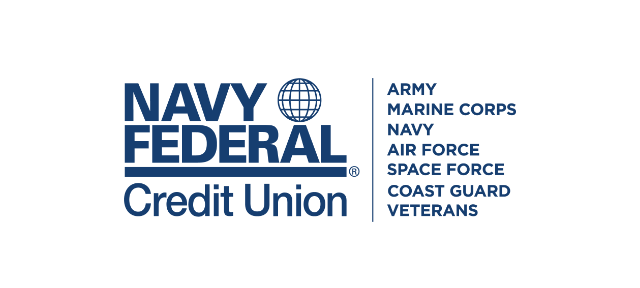 NAVY
FEDERAL®
Credit Union
ARMY
MARINE CORPS
NAVY
AIR FORCE
SPACE FORCE
COAST GUARD
VETERANS